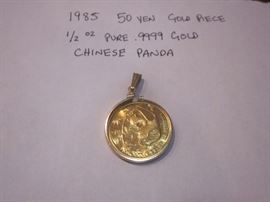 1985 50 YEN GOLD PIECE
1/2 OZ PURE .9999 GOLD
CHINESE PANDA